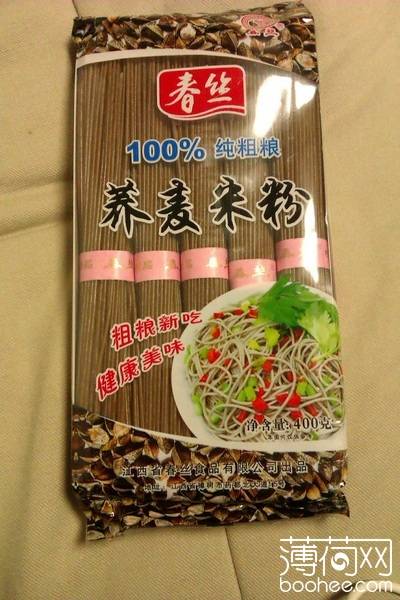 春丝
100% 纯粗粮
荞麦米粉
春丝
粗粮新吃
健康美味
净含量:400克
江西省春丝食品有限公司出品
薄荷网
boohee.com